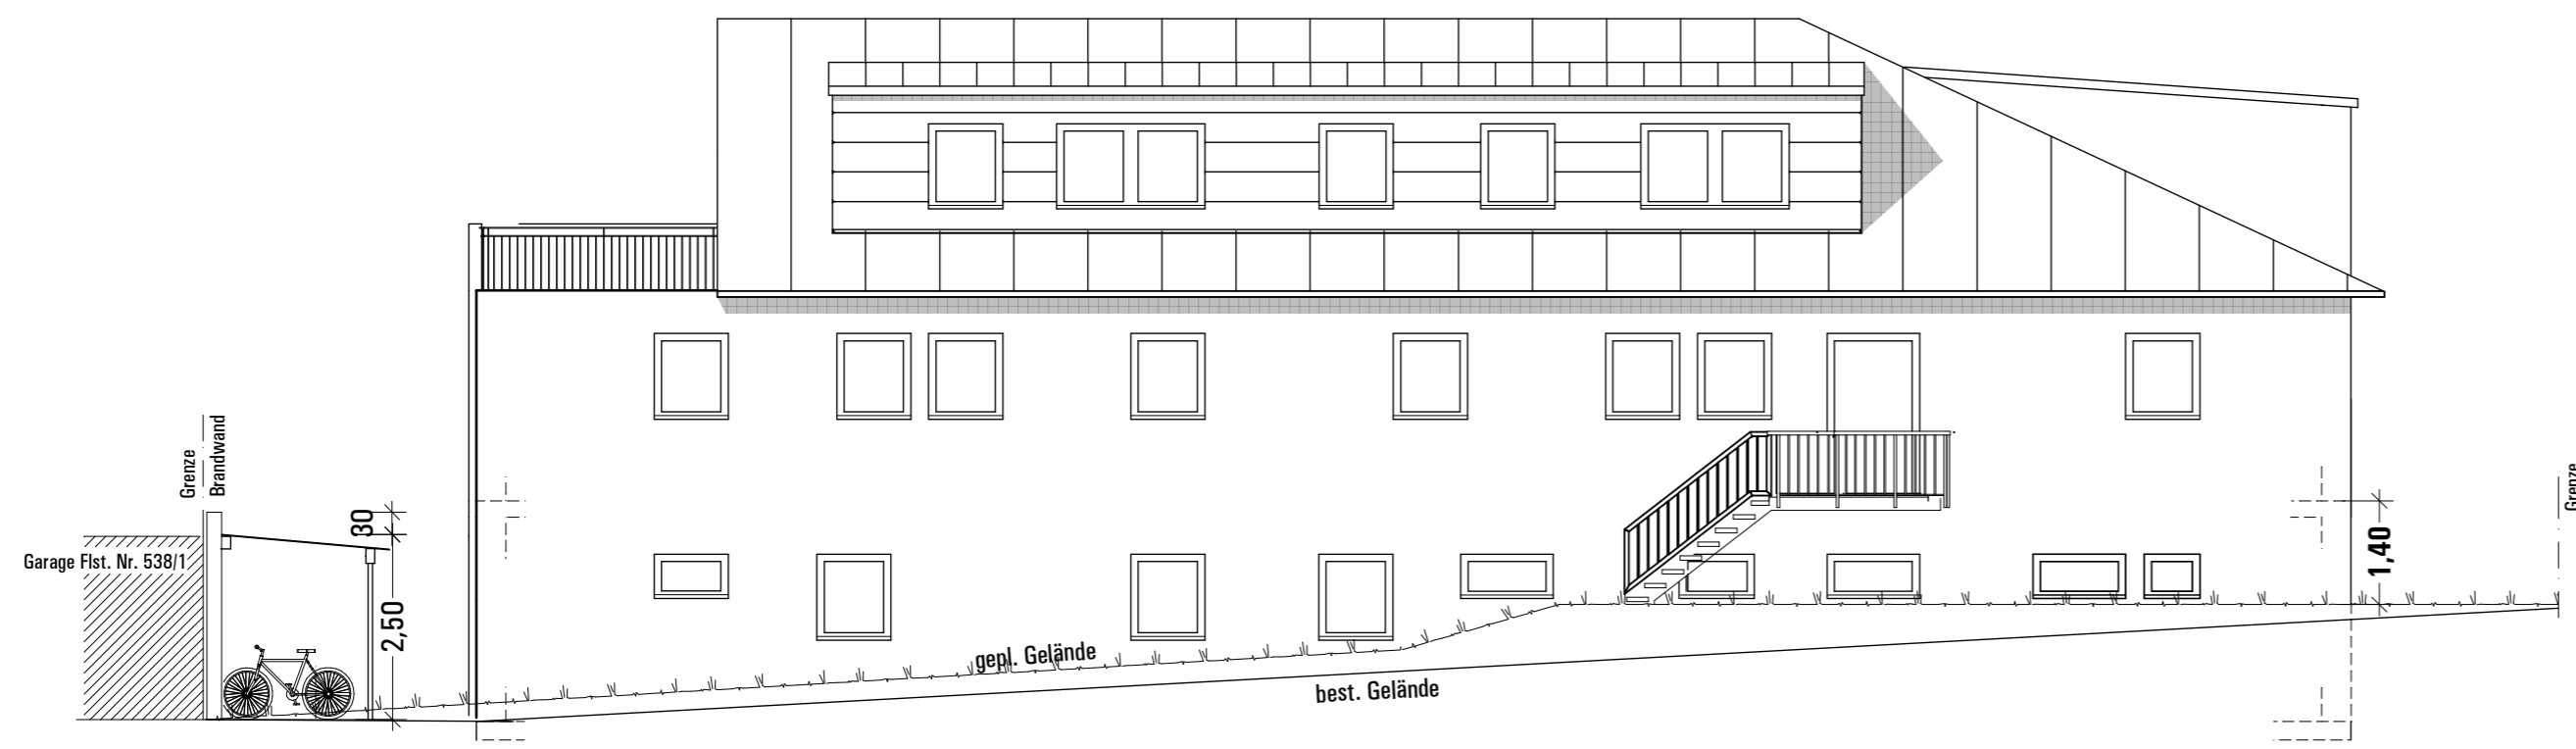 Grenze
Brandwand
30
Garage Flst. Nr. 538/1
2,50
gepl. Gelände
best. Gelände
1,40
Grenze